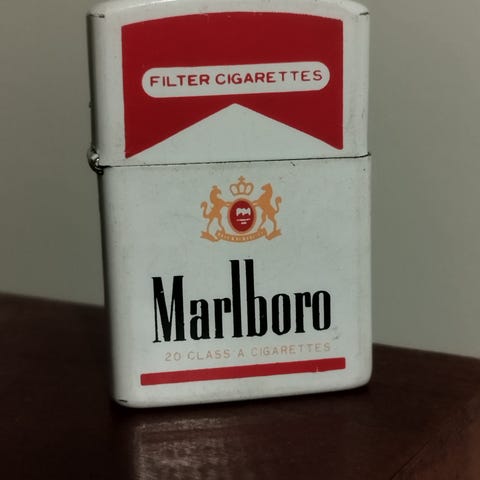 FILTER CIGARETTES
PM
Marlboro
20 CLASS A CIGARETTES